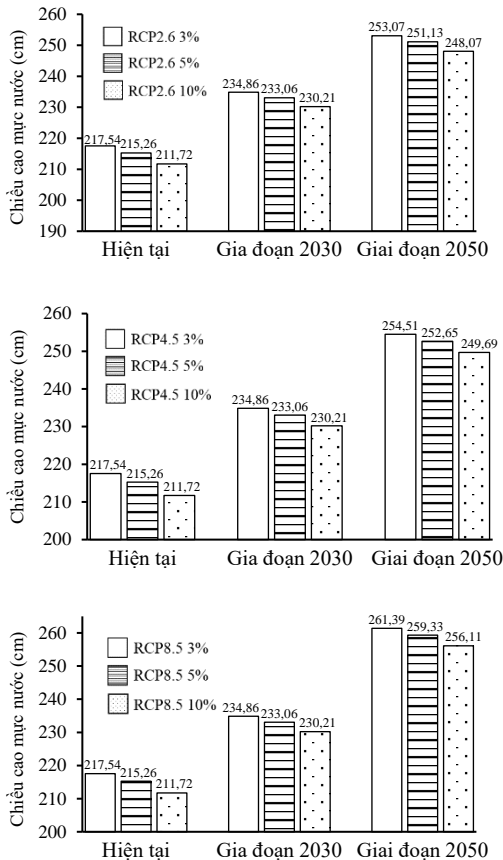 Chiều cao mực nước (cm)
260
250
240
230
220
210
200
190
RCP2.6 3%
RCP2.6 5%
RCP2.6 10%
217,54
215,26
211,72
234,86
233,06
230,21
253,07
251,13
248,07
Hiện tại
Gia đoạn 2030
Giai đoạn 2050
Chiều cao mực nước (cm)
260
250
240
230
220
210
200
RCP4.5 3%
RCP4.5 5%
RCP4.5 10%
217,54
215,26
211,72
234,86
233,06
230,21
254,51
252,65
249,69
Hiện tại
Gia đoạn 2030
Giai đoạn 2050
Chiều cao mực nước (cm)
260
250
240
230
220
210
200
RCP8.5 3%
RCP8.5 5%
RCP8.5 10%
217,54
215,26
211,72
234,86
233,06
230,21
261,39
259,33
256,11
Hiện tại
Gia đoạn 2030
Giai đoạn 2050